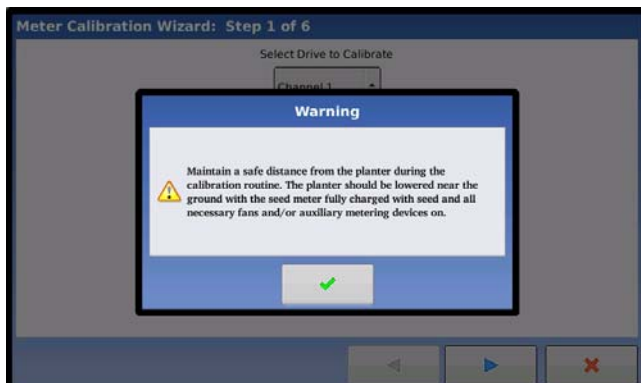 Meter Calibration Wizard: Step 1 of 6
Select Drive to Calibrate
Channel 1
Warning
Maintain a safe distance from the planter during the
calibration routine. The planter should be lowered near the
ground with the seed meter fully charged with seed and all
necessary fans and/or auxiliary metering devices on.